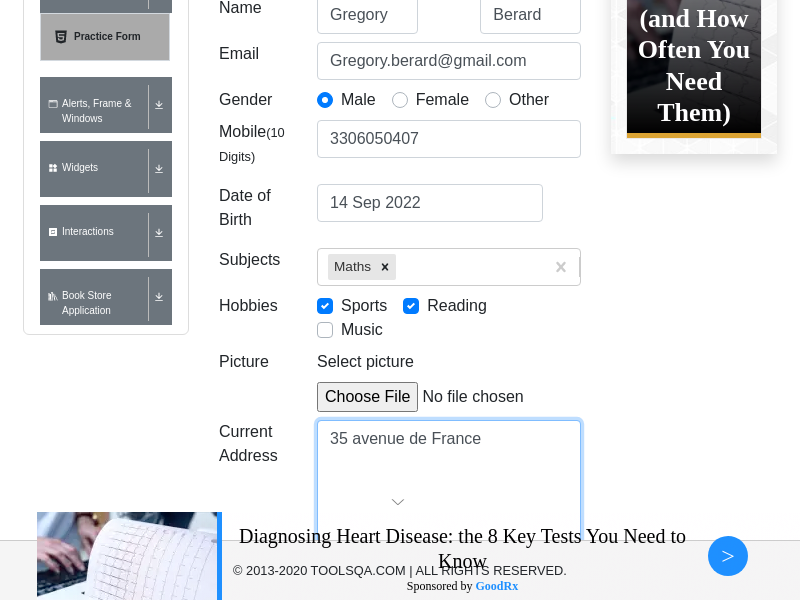 Practice Form
Alerts, Frame &
Windows
Widgets
Interactions
Book Store
Application
Name
Gregory
Berard
Email
Gregory.berard@gmail.com
Gender
Male
Female
Other
Mobile(10
Digits)
3306050407
Date of
Birth
14 Sep 2022
Subjects
Maths
Hobbies
Sports
Reading
Music
Picture
Select picture
Choose File No file chosen
Current
Address
35 avenue de France
(and How
Often You
Need
Them)
Diagnosing Heart Disease: the 8 Key Tests You Need to
Know
© 2013-2020 TOOLSQA.COM | ALL RIGHTS RESERVED.
Sponsored by GoodRx
>